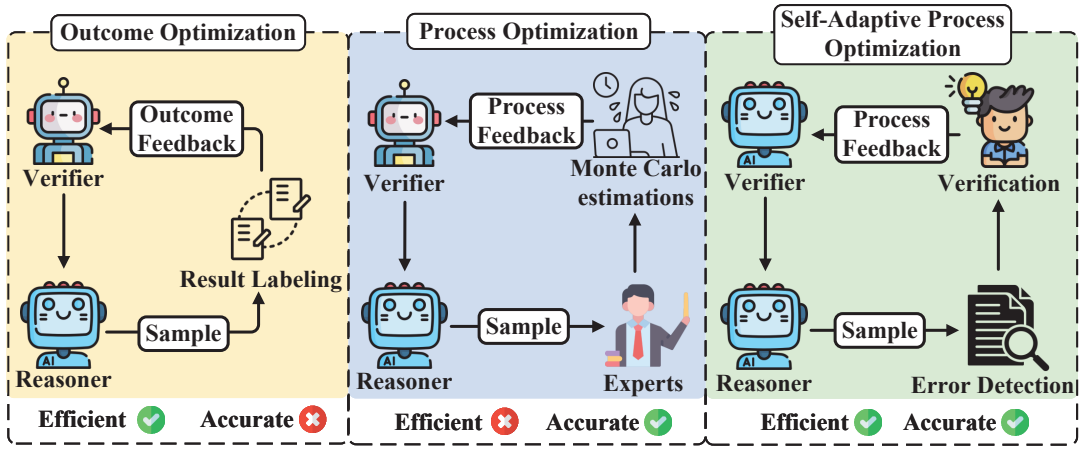 Outcome Optimization
Outcome
Feedback
Verifier
Result Labeling
Sample
AI
Reasoner
Efficient
Accurate
Process Optimization
Process
Feedback
Verifier
Monte Carlo
estimations
Sample
AI
Reasoner
Experts
Efficient
Accurate
Self-Adaptive Process
Optimization
Process
Feedback
AI
Verifier
Verification
Sample
AI
Reasoner
Error Detection
Efficient
Accurate